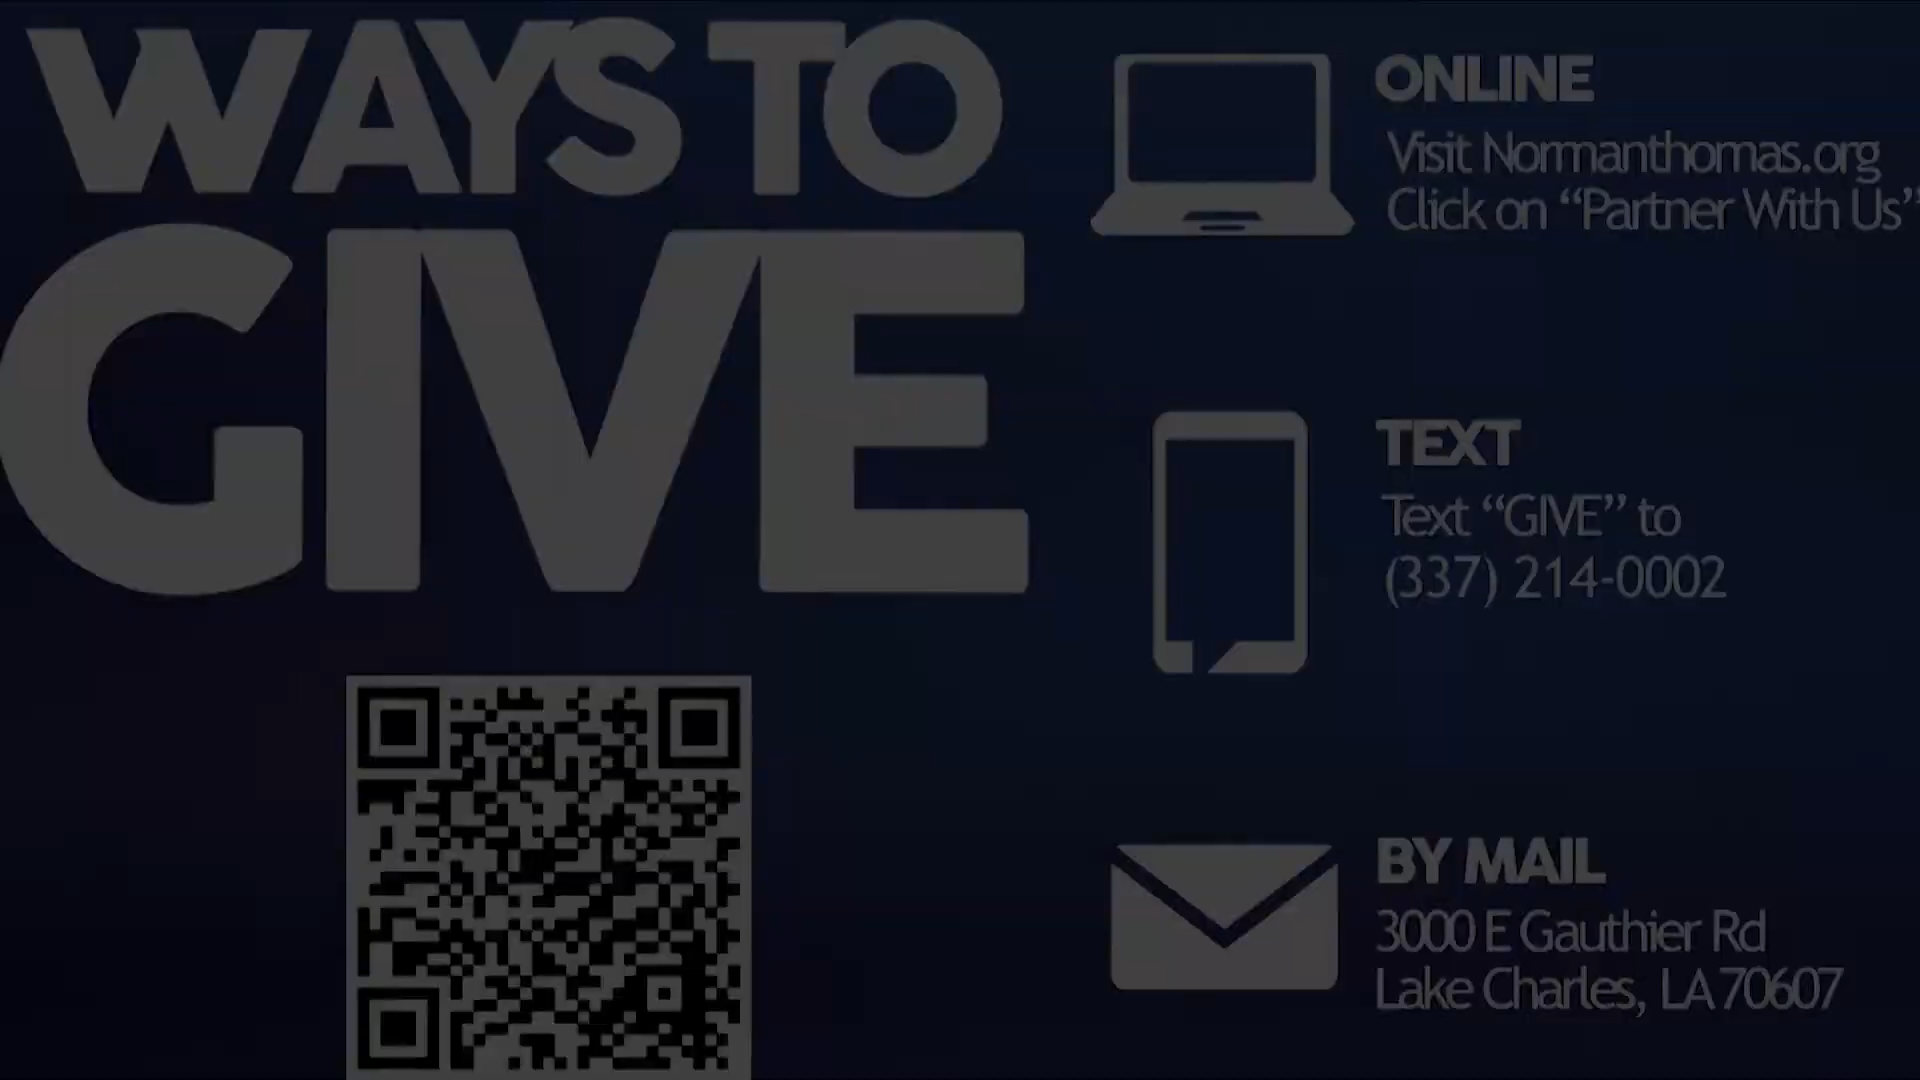 WAYS TO
GIVE
ONLINE
Visit Normanthomas.org
Click on “Partner With Us”
TEXT
Text “GIVE” to
(337) 214-0002
BY MAIL
3000 E Gauthier Rd
Lake Charles, LA 70607